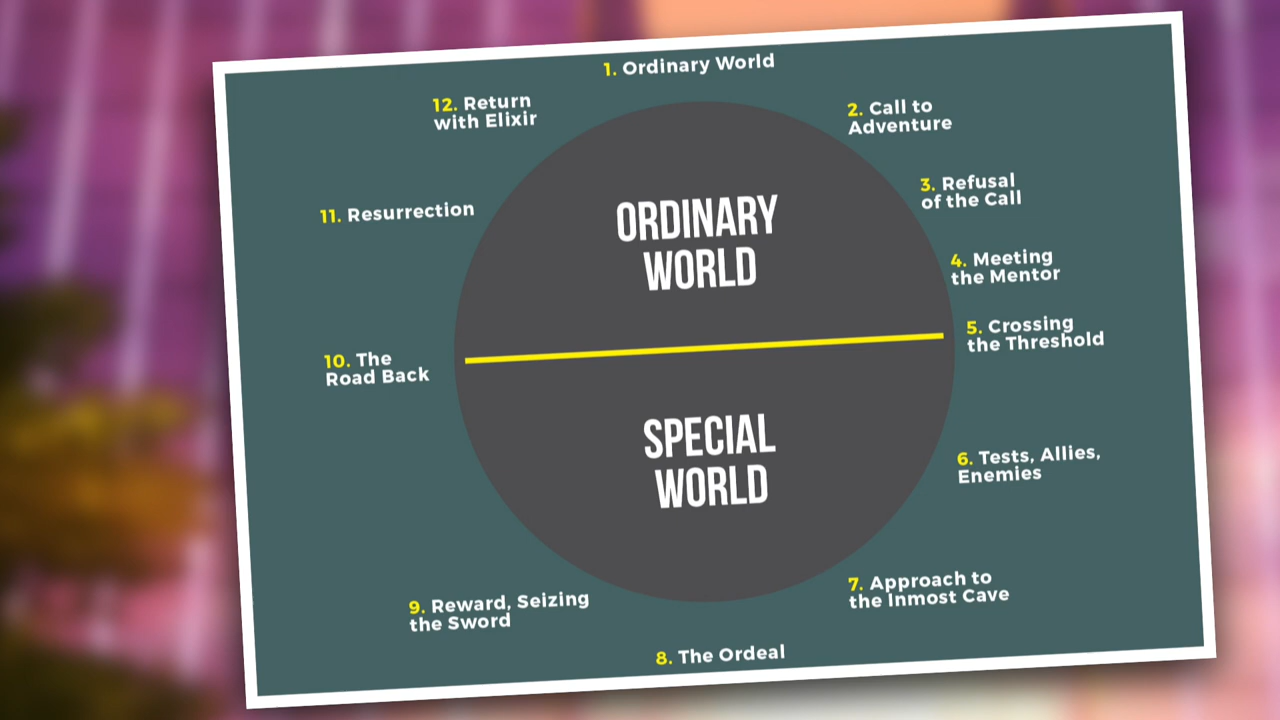 1. Ordinary World
2. Call to
Adventure
3. Refusal
of the Call
4. Meeting
the Mentor
5. Crossing
the Threshold
6. Tests, Allies,
Enemies
7. Approach to
the Inmost Cave
8. The Ordeal
9. Reward, Seizing
the Sword
10. The
Road Back
11. Resurrection
12. Return
with Elixir
ORDINARY
WORLD
SPECIAL
WORLD